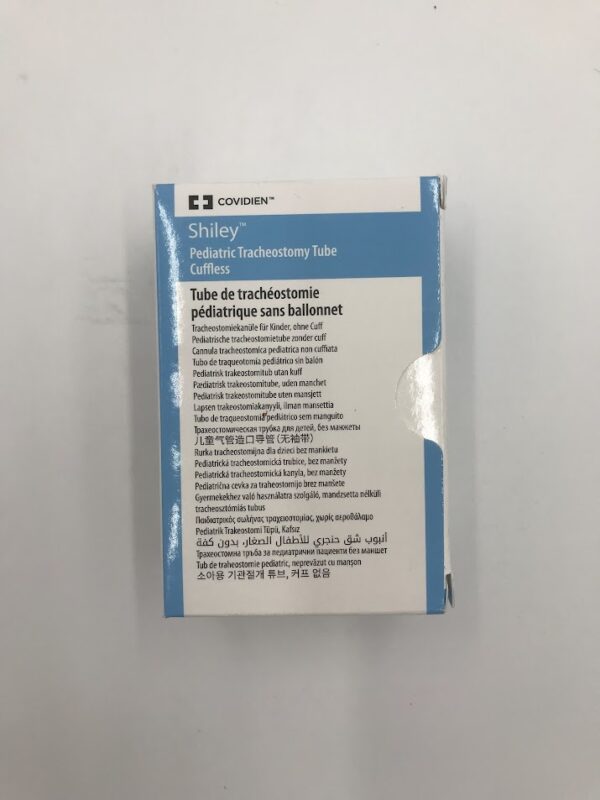 COVIDIEN™
Shiley™
Pediatric Tracheostomy Tube
Cuffless
Tube de trachéostomie
pédiatrique sans ballonnet
Tracheostomiekanüle für Kinder, ohne Cuff
Pediatrische tracheostomietube zonder cuff
Cannula tracheostomica pediatrica non cuffiata
Tubo de traqueotomía pediátrico sin balón
Pediatrisk trakeostomitub utan kuff
Pædiatrisk trakeostomitube, uden manchet
Pediatrisk trakeostomitube uten mansjett
Lapsen trakeostomiakanyyli, ilman mansettia
Tubo de traqueostomia pediátrico sem manguito
Трахеостомическая трубка для детей, без манжеты
儿童气管造口导管 (无袖带)
Rurka tracheostomijna dla dzieci bez mankietu
Pediatrická tracheostomická trubice, bez manžety
Pediatrická tracheostomická kanyla, bez manžety
Pediatrična cevka za traheostomijo brez manšete
Gyermekekhez való használatra szolgáló, mandzsetta nélküli
tracheosztómiás tubus
Παιδιατρικός σωλήνας τραχειοστομίας, χωρίς αεροθάλαμο
Pediatrik Trakeostomi Tüpü, Kafsız
أنبوب شق حنجري للأطفال الصغار، بدون كفة
Трахеостомна тръба за педиатрични пациенти без маншет
Tub de traheostomie pediatric, neprevăzut cu manşon
소아용 기관절개 튜브, 커프 없음